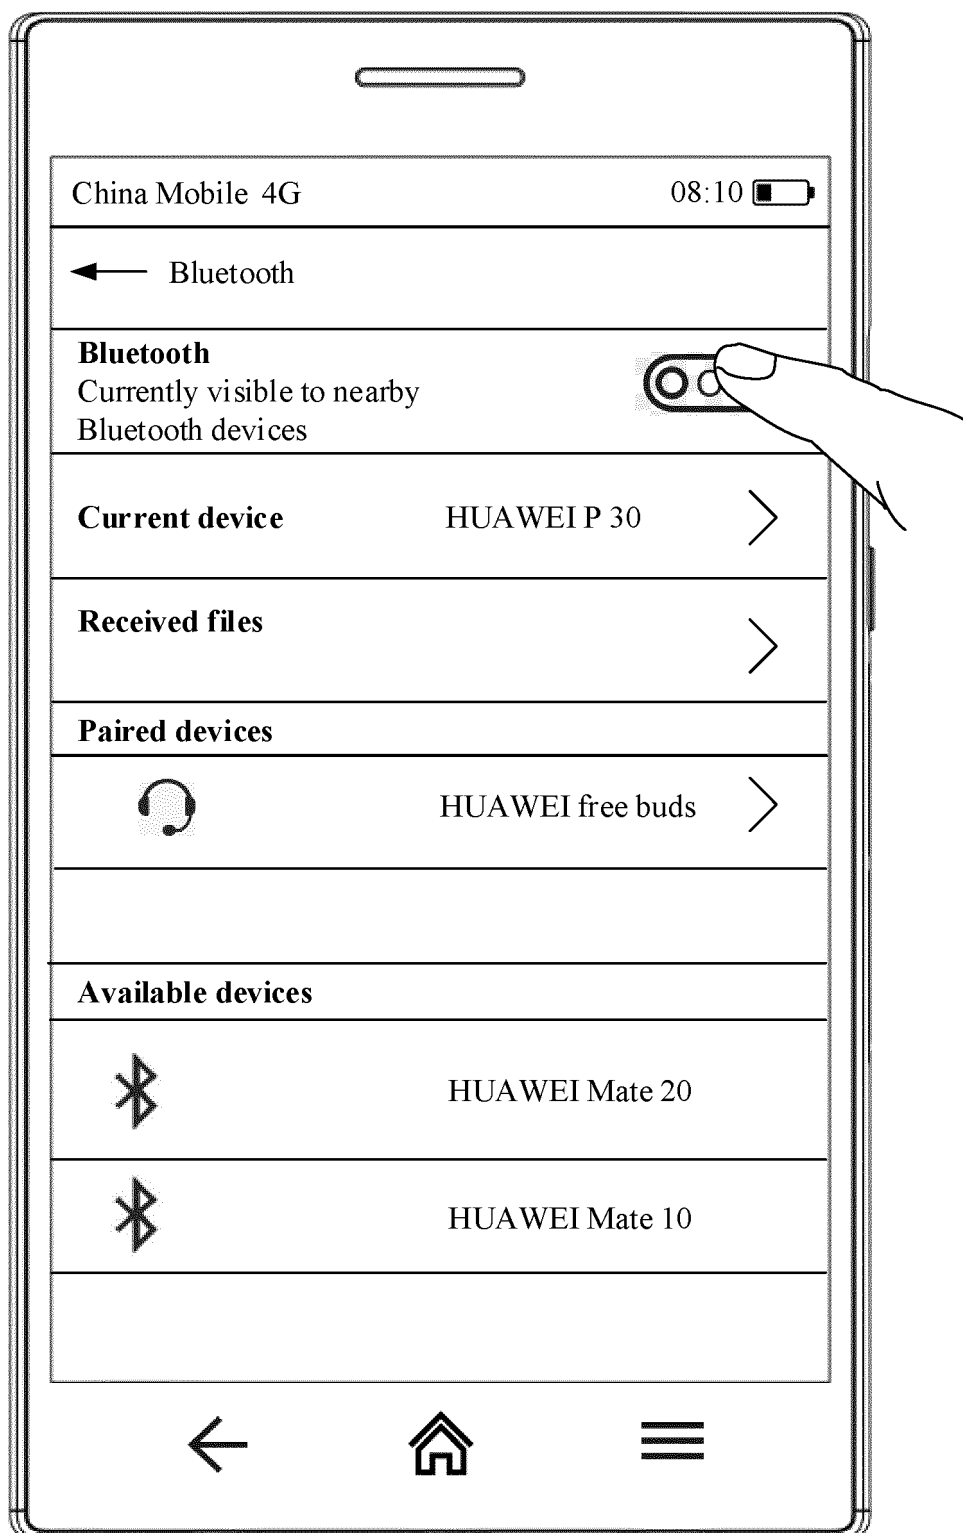 China Mobile 4G 08:10
Bluetooth
Bluetooth
Currently visible to nearby
Bluetooth devices
Current device HUAWEI P 30
Received files
Paired devices
HUAWEI free buds
Available devices
HUAWEI Mate 20
HUAWEI Mate 10